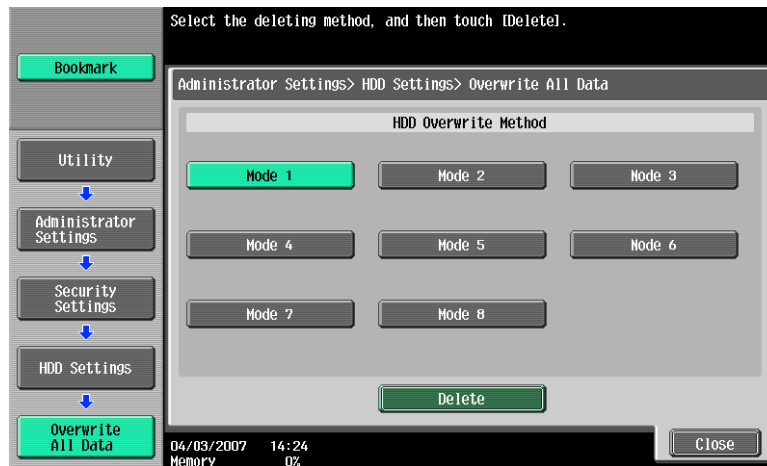 Select the deleting method, and then touch [Delete].
Bookmark
Administrator Settings> HDD Settings> Overwrite All Data
HDD Overwrite Method
Utility
Administrator
Settings
Security
Settings
HDD Settings
Overwrite
All Data
Mode 1
Mode 2
Mode 3
Mode 4
Mode 5
Mode 6
Mode 7
Mode 8
Delete
04/03/2007 14:24
Memory 0%
Close